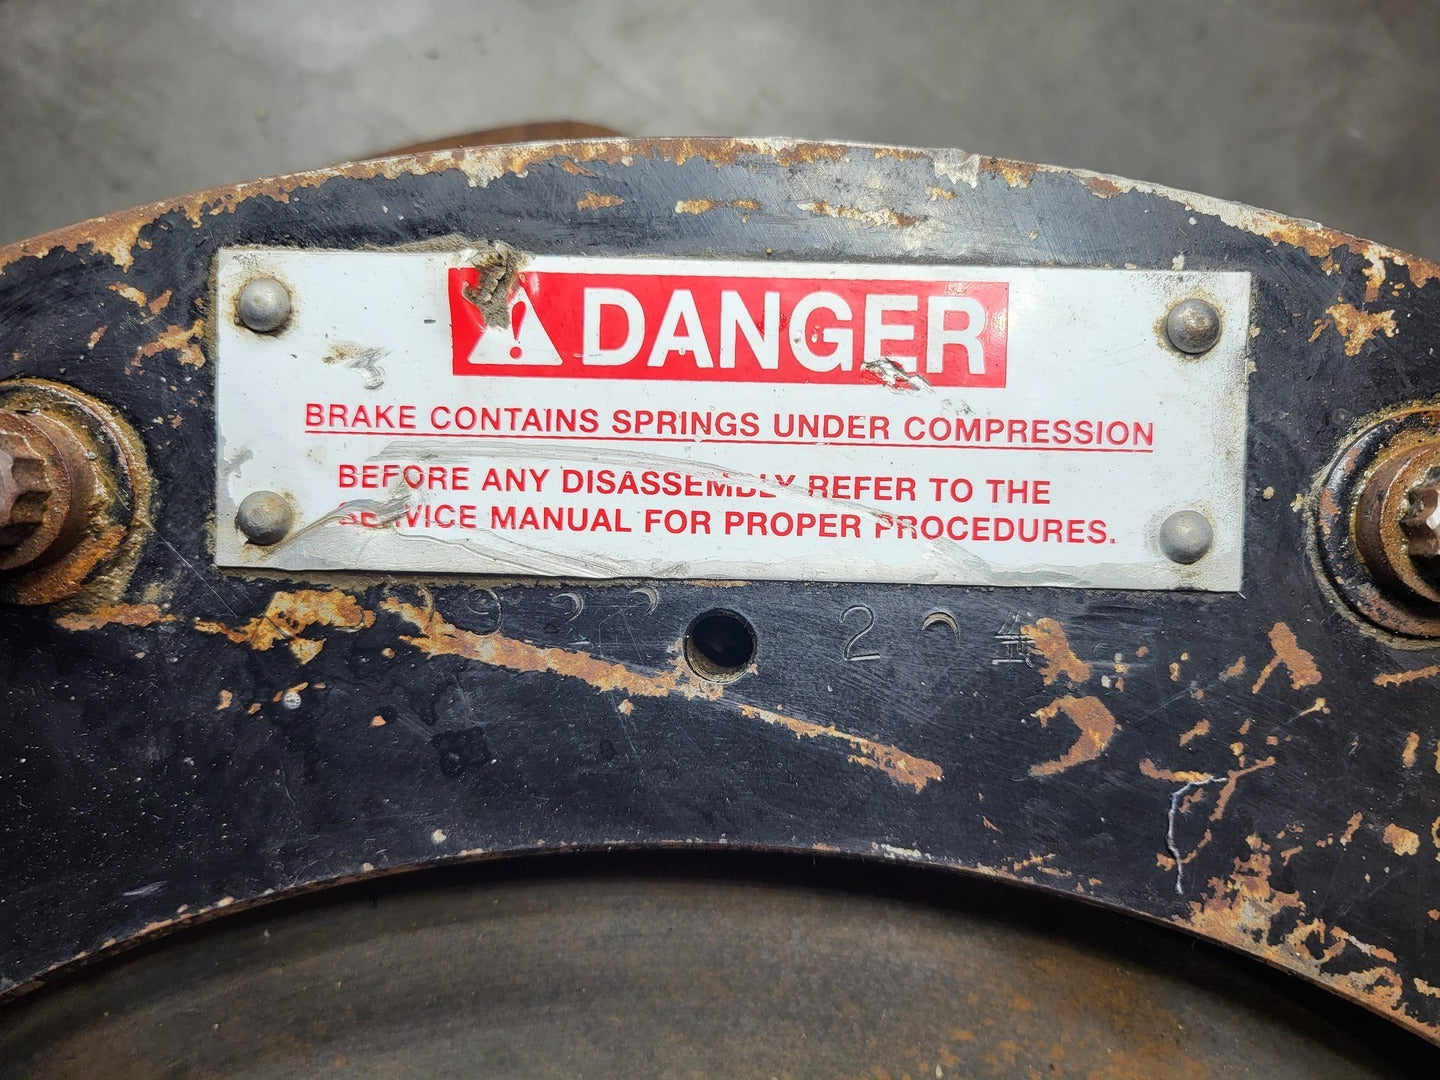 DANGER
BRAKE CONTAINS SPRINGS UNDER COMPRESSION
BEFORE ANY DISASSEMBLY REFER TO THE
SERVICE MANUAL FOR PROPER PROCEDURES.